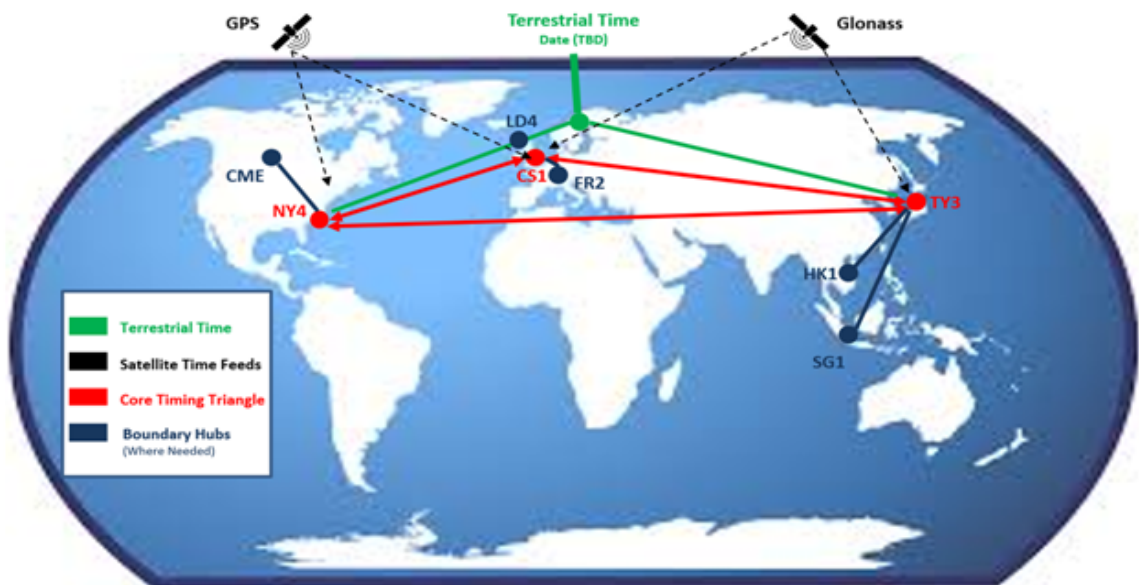 GPS
Terrestrial Time
Date (TBD)
Glonass
LD4
CME
CS1
FR2
NY4
TY3
HK1
SG1
Terrestrial Time
Satellite Time Feeds
Core Timing Triangle
Boundary Hubs
(Where Needed)